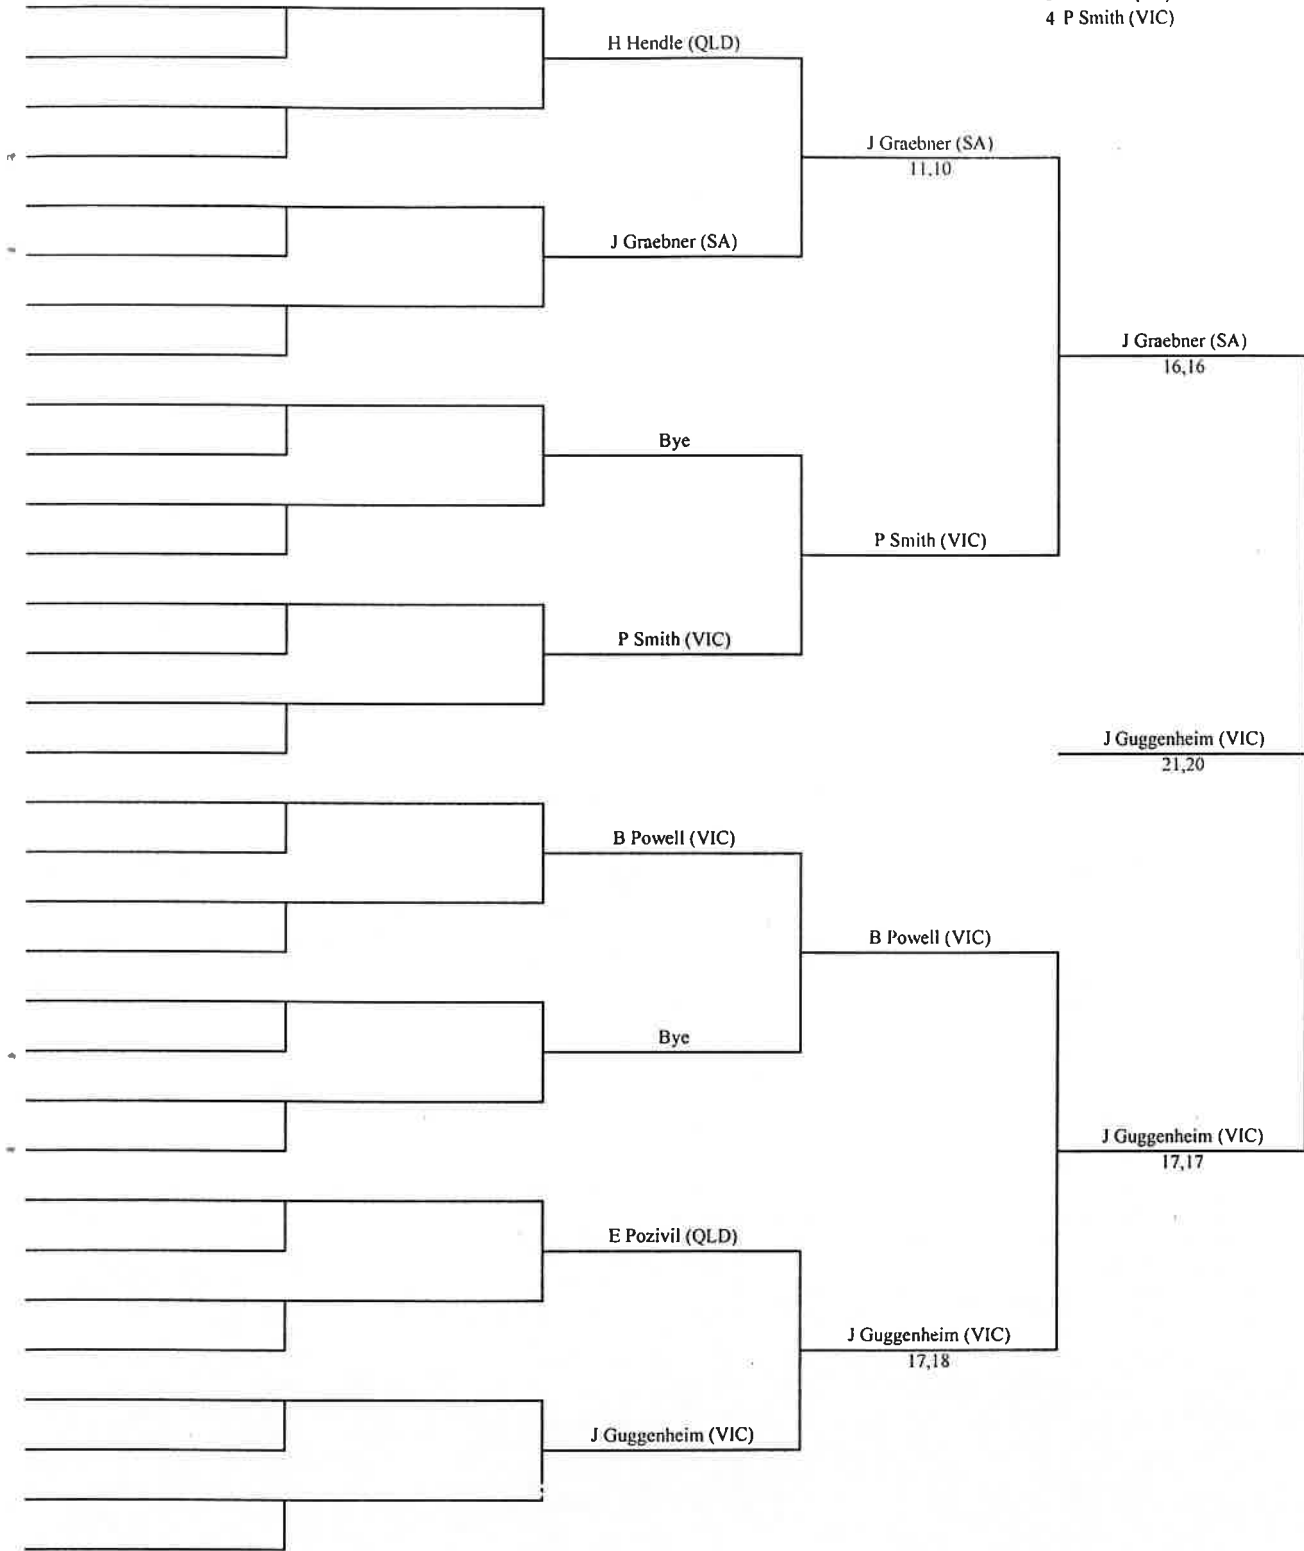 4 P Smith (VIC)
H Hendle (QLD)
J Graebner (SA)
11,10
J Graebner (SA)
J Graebner (SA)
16,16
Bye
P Smith (VIC)
P Smith (VIC)
J Guggenheim (VIC)
21,20
B Powell (VIC)
B Powell (VIC)
Bye
J Guggenheim (VIC)
17,17
E Pozivil (QLD)
J Guggenheim (VIC)
17,18
J Guggenheim (VIC)